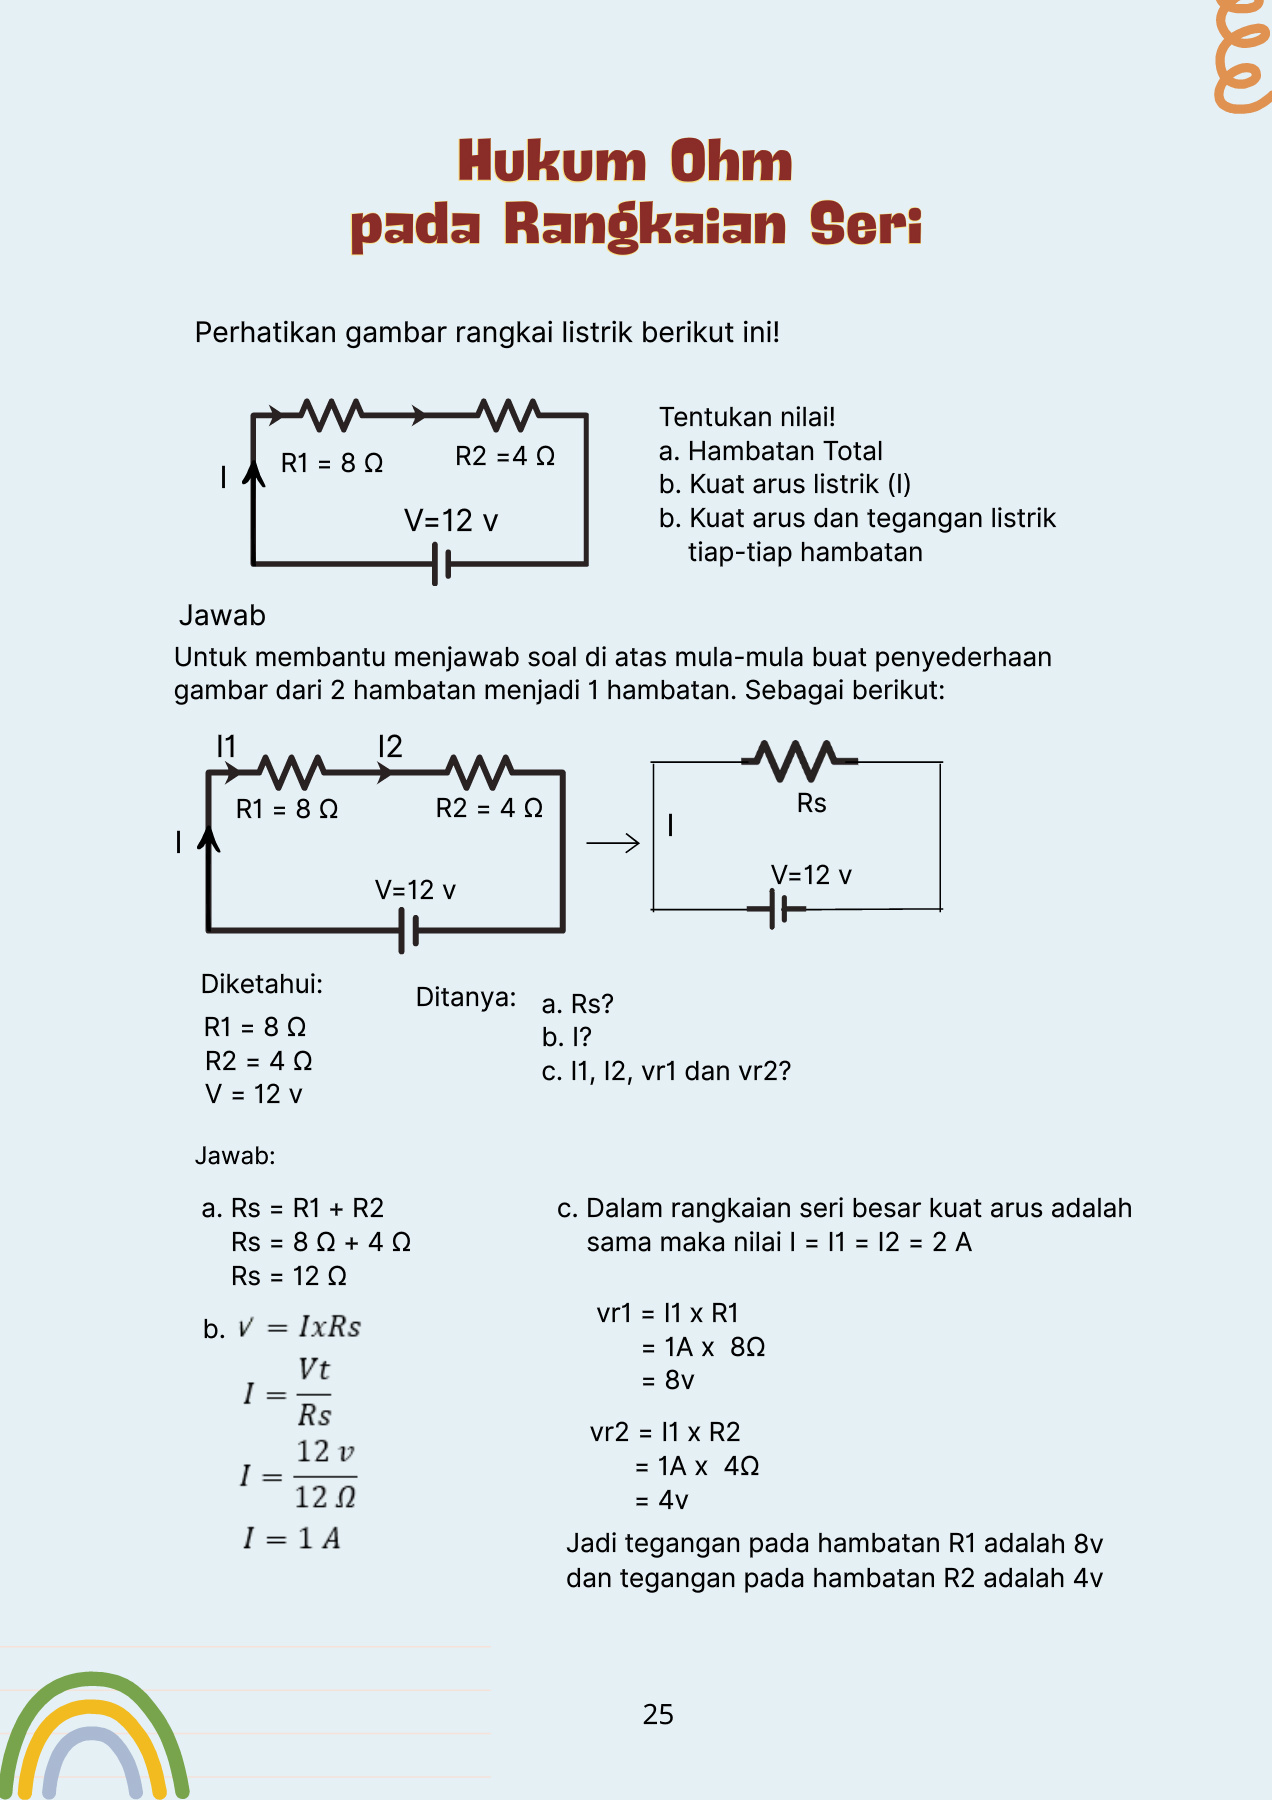 Hukum Ohm
pada Rangkaian Seri
Perhatikan gambar rangkai listrik berikut ini!
I
R1 = 8 Ω
R2 =4 Ω
V=12 v
Tentukan nilai!
a. Hambatan Total
b. Kuat arus listrik (I)
b. Kuat arus dan tegangan listrik
tiap-tiap hambatan
Jawab
Untuk membantu menjawab soal di atas mula-mula buat penyederhaan
gambar dari 2 hambatan menjadi 1 hambatan. Sebagai berikut:
I1
I2
R1 = 8 Ω
R2 = 4 Ω
I
V=12 v
Rs
I
V=12 v
Diketahui:
R1 = 8 Ω
R2 = 4 Ω
V = 12 v
Ditanya:
a. Rs?
b. I?
c. I1, I2, vr1 dan vr2?
Jawab:
a. Rs = R1 + R2
Rs = 8 Ω + 4 Ω
Rs = 12 Ω
b. V = IxRs
I = Vt/Rs
I = 12 v/12 Ω
I = 1 A
c. Dalam rangkaian seri besar kuat arus adalah
sama maka nilai I = I1 = I2 = 2 A
vr1 = I1 x R1
= 1A x 8Ω
= 8v
vr2 = I1 x R2
= 1A x 4Ω
= 4v
Jadi tegangan pada hambatan R1 adalah 8v
dan tegangan pada hambatan R2 adalah 4v
25